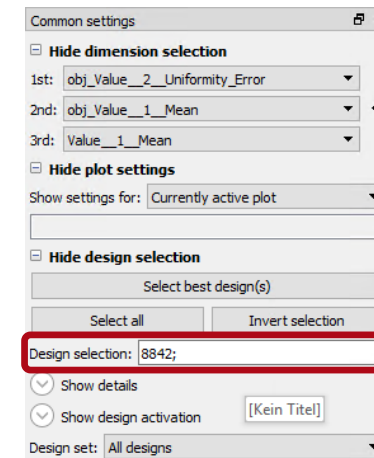 Common settings
Hide dimension selection
1st: obj_Value__2__Uniformity_Error
2nd: obj_Value__1__Mean
3rd: Value__1__Mean
Hide plot settings
Show settings for: Currently active plot
Hide design selection
Select best design(s)
Select all Invert selection
Design selection: 8842;
Show details
Show design activation [Kein Titel]
Design set: All designs